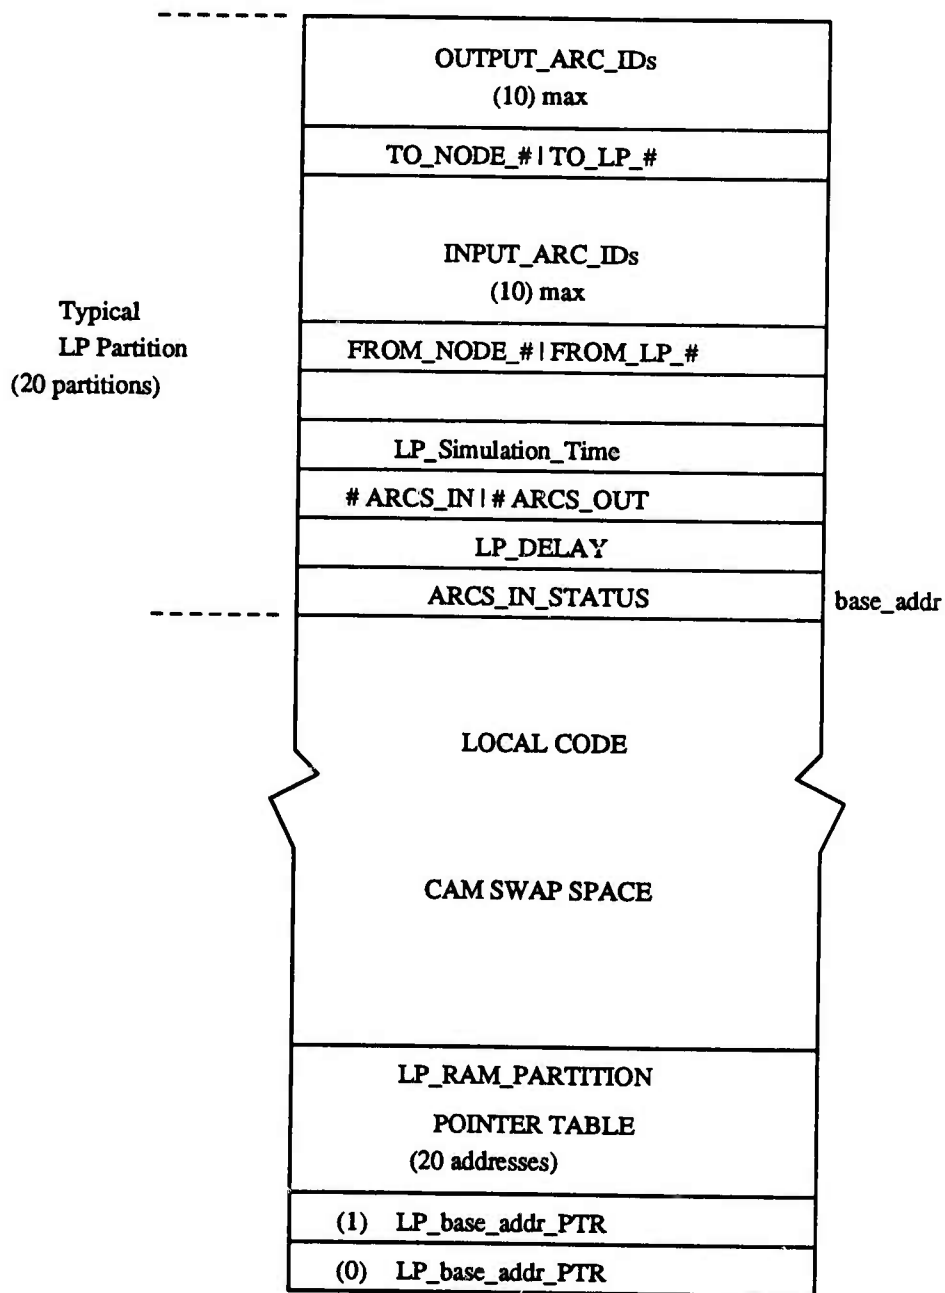 OUTPUT_ARC_IDs
(10) max
TO_NODE_# | TO_LP_#
INPUT_ARC_IDs
(10) max
Typical
LP Partition
(20 partitions)
FROM_NODE_# | FROM_LP_#
LP_Simulation_Time
# ARCS_IN | # ARCS_OUT
LP_DELAY
ARCS_IN_STATUS
base_addr
LOCAL CODE
CAM SWAP SPACE
LP_RAM_PARTITION
POINTER TABLE
(20 addresses)
(1) LP_base_addr_PTR
(0) LP_base_addr_PTR